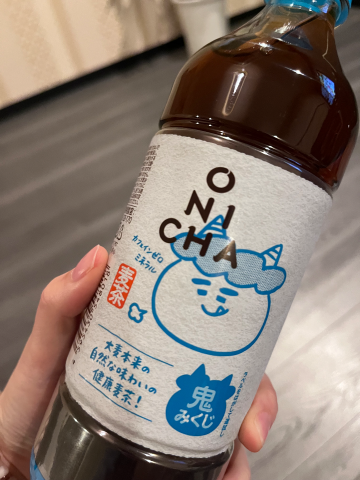 ONI
CHA
カフェインゼロ
ミネラル
麦茶
大麦本来の
自然な味わいの
健康麦茶!
鬼
みくじ